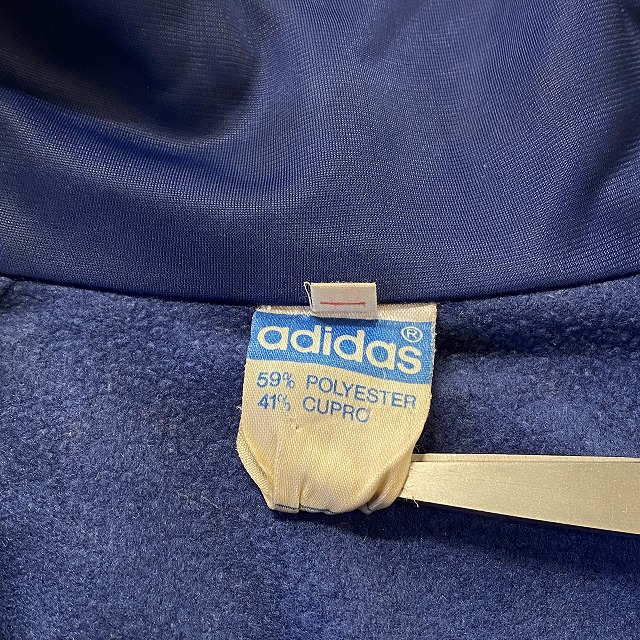 adidas®
59% POLYESTER
41% CUPRO